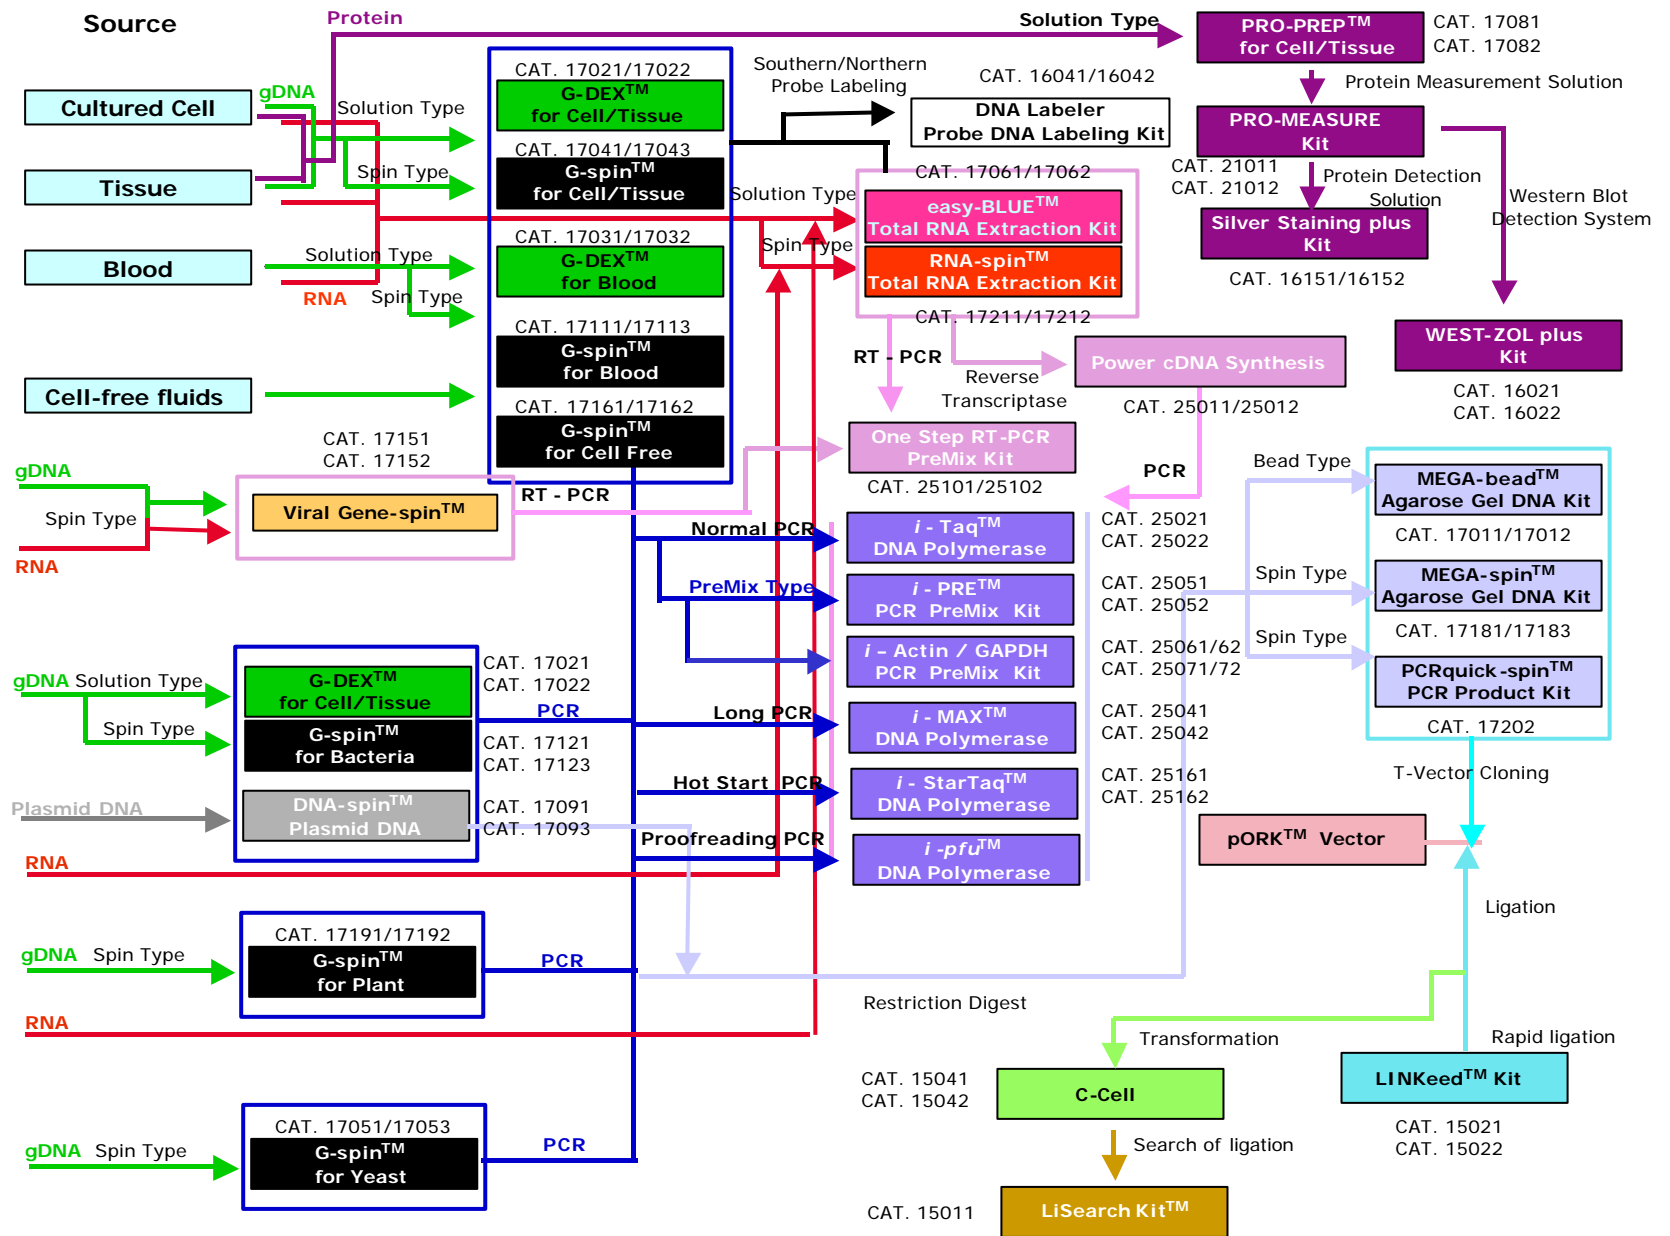 Source
Protein
Solution Type
PRO-PREP™
for Cell/Tissue
CAT. 17081
CAT. 17082
Cultured Cell
gDNA
Solution Type
CAT. 17021/17022
G-DEX™
for Cell/Tissue
Southern/Northern
Probe Labeling
CAT. 16041/16042
DNA Labeler
Probe DNA Labeling Kit
Protein Measurement Solution
PRO-MEASURE
Kit
CAT. 21011
CAT. 21012
Protein Detection
Solution
Western Blot
Detection System
Tissue
Spin Type
CAT. 17041/17043
G-spin™
for Cell/Tissue
Solution Type
CAT. 17061/17062
easy-BLUE™
Total RNA Extraction Kit
Silver Staining plus
Kit
CAT. 16151/16152
Blood
Solution Type
Spin Type
RNA
CAT. 17031/17032
G-DEX™
for Blood
Spin Type
RNA-spin™
Total RNA Extraction Kit
CAT. 17211/17212
WEST-ZOL plus
Kit
CAT. 16021
CAT. 16022
CAT. 17111/17113
G-spin™
for Blood
RT - PCR
Reverse
Transcriptase
Power cDNA Synthesis
CAT. 25011/25012
Cell-free fluids
CAT. 17161/17162
G-spin™
for Cell Free
One Step RT-PCR
PreMix Kit
CAT. 25101/25102
PCR
CAT. 17151
CAT. 17152
gDNA
Spin Type
RNA
Viral Gene-spin™
RT - PCR
Bead Type
MEGA-bead™
Agarose Gel DNA Kit
CAT. 17011/17012
Normal PCR
i - Taq™
DNA Polymerase
CAT. 25021
CAT. 25022
PreMix Type
i - PRE™
PCR PreMix Kit
CAT. 25051
CAT. 25052
Spin Type
MEGA-spin™
Agarose Gel DNA Kit
CAT. 17181/17183
i – Actin / GAPDH
PCR PreMix Kit
CAT. 25061/62
CAT. 25071/72
Spin Type
PCRquick-spin™
PCR Product Kit
CAT. 17202
gDNA
Solution Type
Spin Type
G-DEX™
for Cell/Tissue
CAT. 17021
CAT. 17022
PCR
G-spin™
for Bacteria
CAT. 17121
CAT. 17123
Long PCR
i - MAX™
DNA Polymerase
CAT. 25041
CAT. 25042
T-Vector Cloning
Plasmid DNA
DNA-spin™
Plasmid DNA
CAT. 17091
CAT. 17093
Hot Start PCR
i - StarTaq™
DNA Polymerase
CAT. 25161
CAT. 25162
Proofreading PCR
i -pfu™
DNA Polymerase
pORK™ Vector
RNA
Ligation
CAT. 17191/17192
gDNA
Spin Type
G-spin™
for Plant
PCR
Restriction Digest
RNA
Transformation
Rapid ligation
CAT. 15041
CAT. 15042
C-Cell
LINKeed™ Kit
CAT. 15021
CAT. 15022
CAT. 17051/17053
gDNA
Spin Type
G-spin™
for Yeast
PCR
Search of ligation
CAT. 15011
LiSearch Kit™